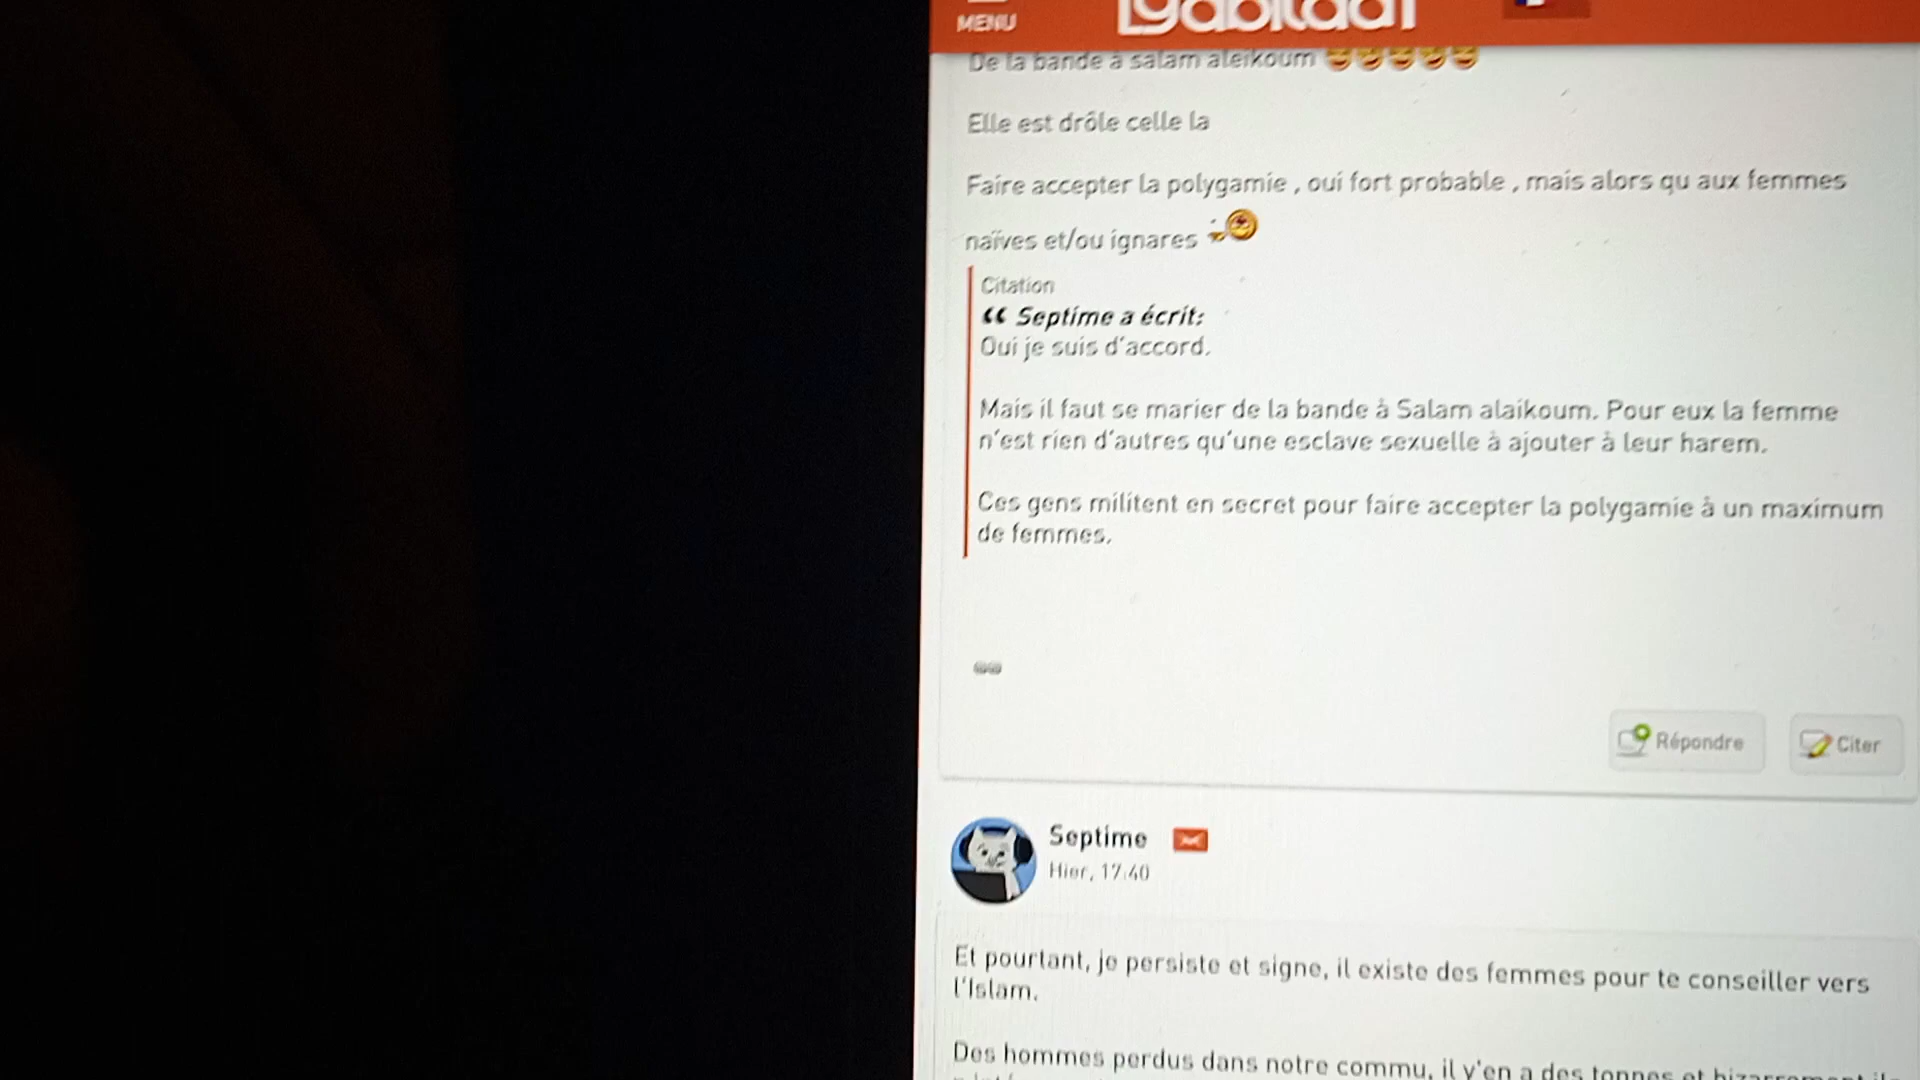 MENU
De la bande à salam aleikoum
Elle est drôle celle la
Faire accepter la polygamie , oui fort probable , mais alors qu aux femmes
naïves et/ou ignares
Citation
“ Septime a écrit:
Oui je suis d'accord.
Mais il faut se marier de la bande à Salam alaikoum. Pour eux la femme
n'est rien d'autres qu'une esclave sexuelle à ajouter à leur harem.
Ces gens militent en secret pour faire accepter la polygamie à un maximum
de femmes.
Répondre
Citer
Septime
Hier, 17:40
Et pourtant, je persiste et signe, il existe des femmes pour te conseiller vers
l'Islam.
Des hommes perdus dans notre commu, il y'en a des tonnes et bizarrement